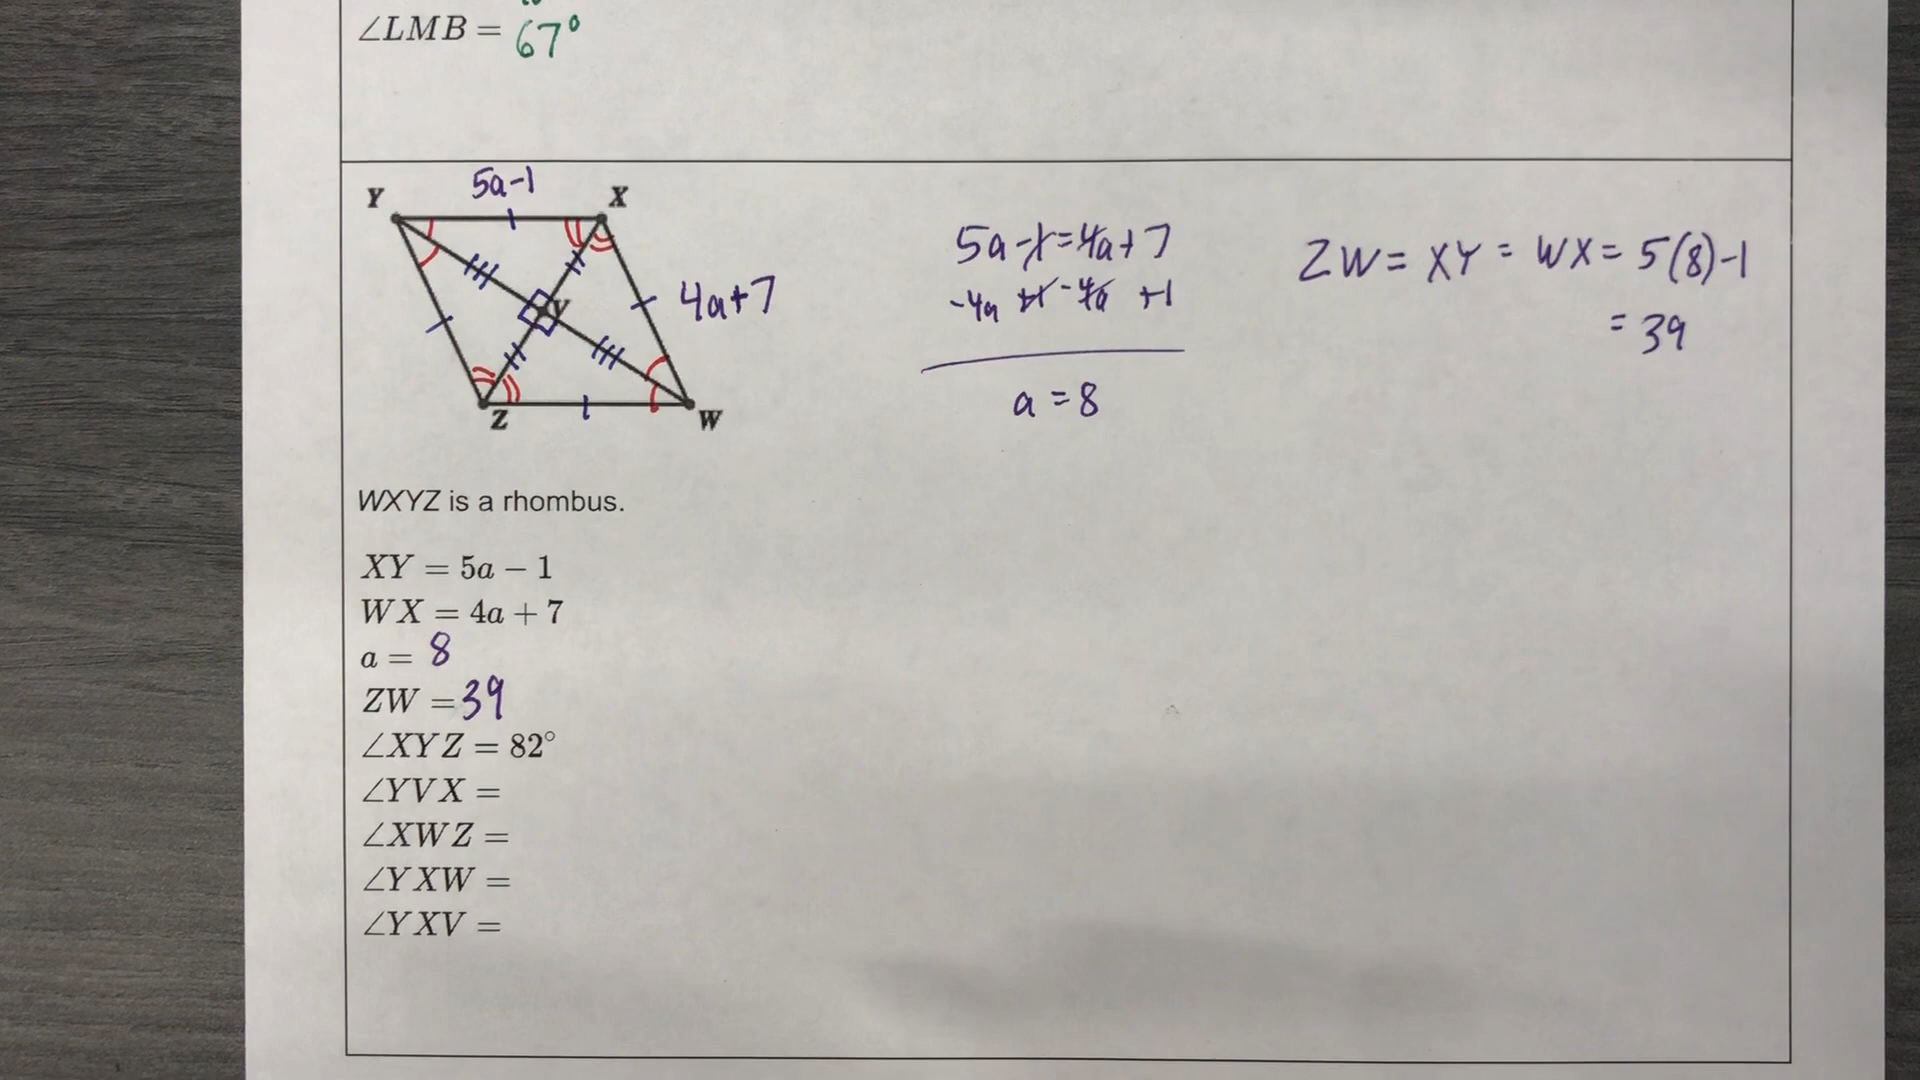 ∠LMB = 67°
5a-1
Y X
4a+7
V
Z W
5a-1=4a+7
-4a +1 -4a +1
a = 8
ZW = XY = WX = 5(8)-1
= 39
WXYZ is a rhombus.
XY = 5a − 1
WX = 4a + 7
a = 8
ZW = 39
∠XYZ = 82°
∠YVX =
∠XWZ =
∠YXW =
∠YXV =